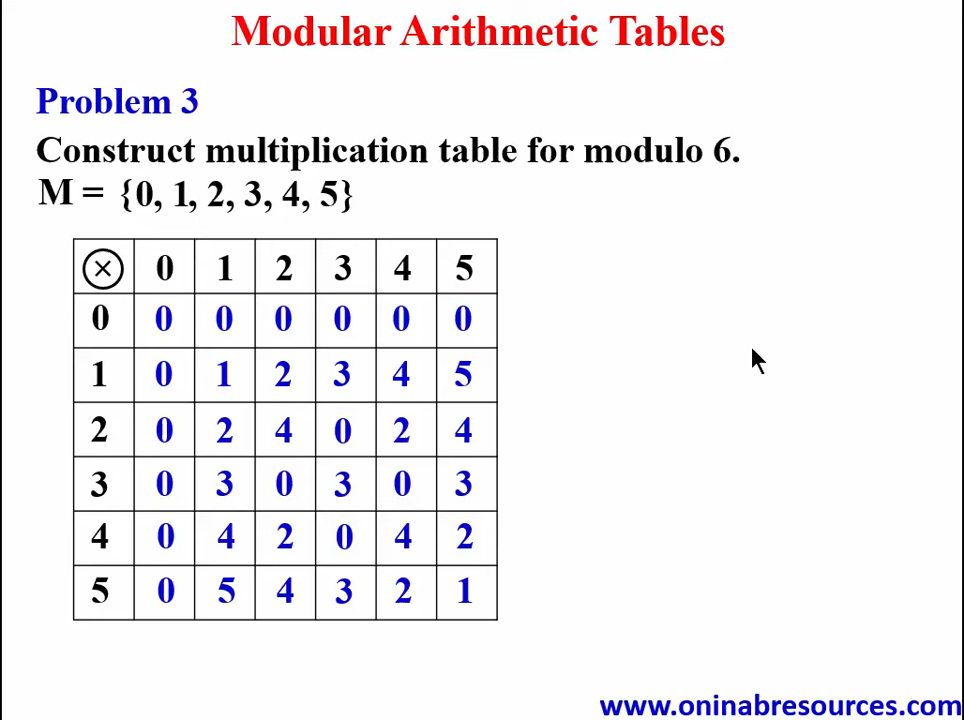 Modular Arithmetic Tables
Problem 3
Construct multiplication table for modulo 6.
M = {0, 1, 2, 3, 4, 5}
⊗ 0 1 2 3 4 5
0 0 0 0 0 0 0
1 0 1 2 3 4 5
2 0 2 4 0 2 4
3 0 3 0 3 0 3
4 0 4 2 0 4 2
5 0 5 4 3 2 1
www.oninabresources.com